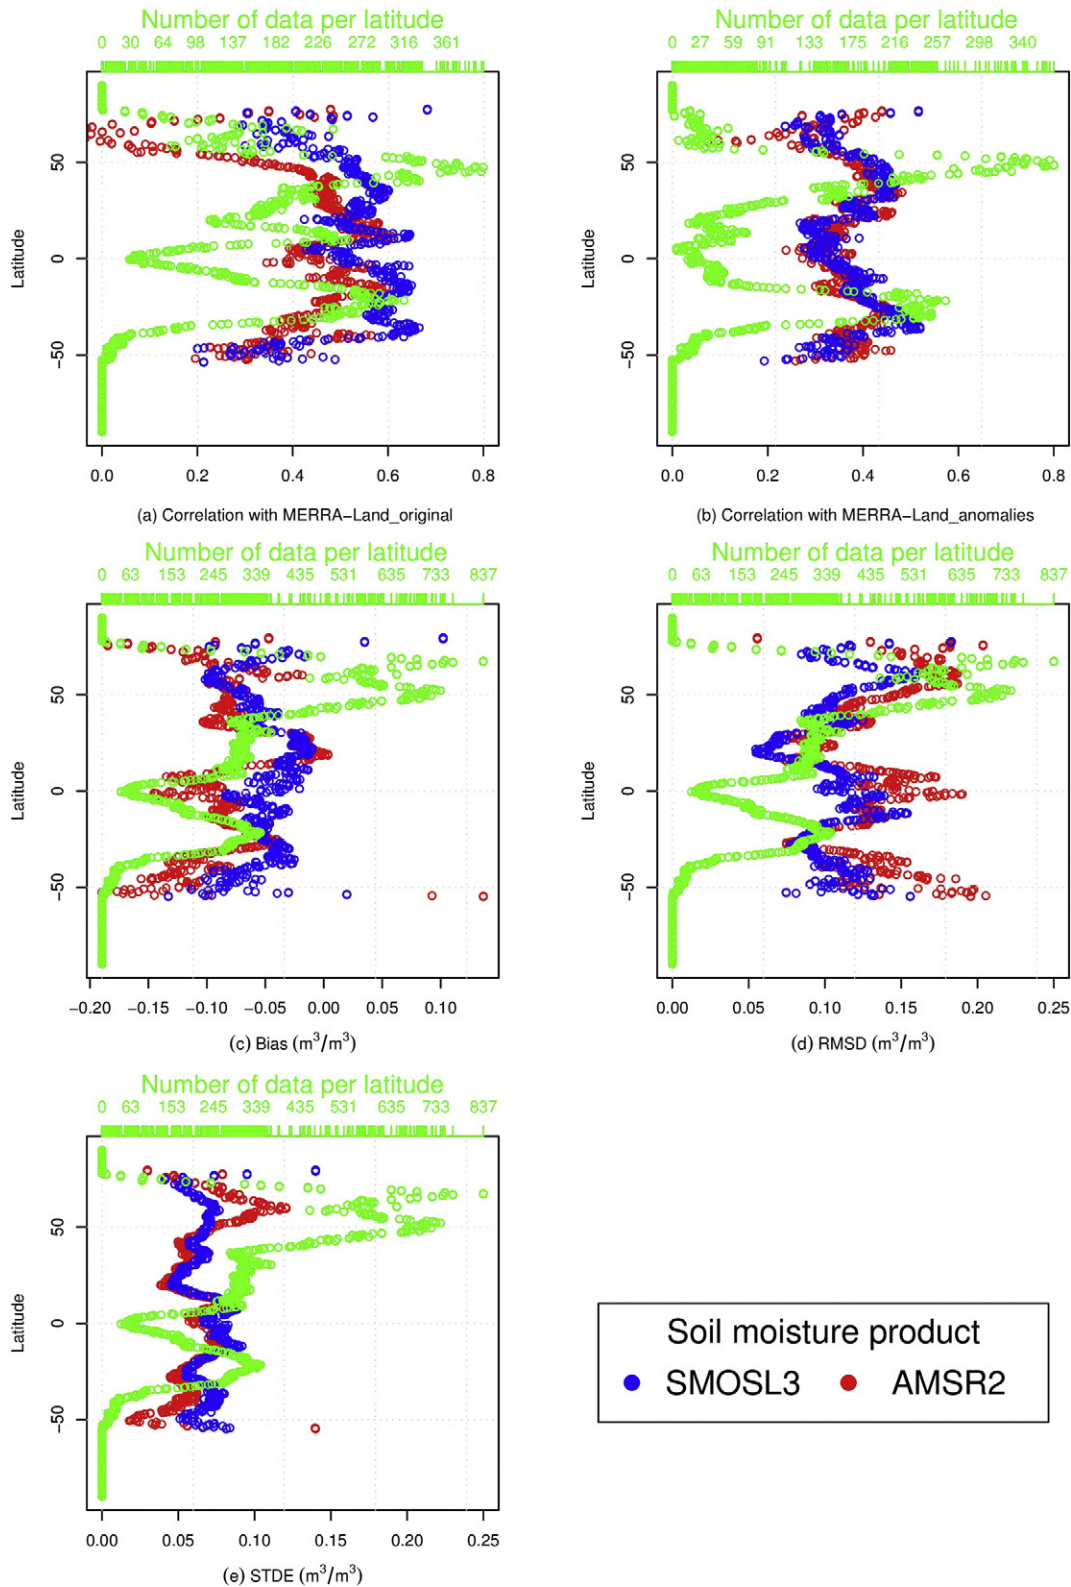 Number of data per latitude
0 30 64 98 137 182 226 272 316 361
Latitude
50
0
−50
0.0 0.2 0.4 0.6 0.8
(a) Correlation with MERRA−Land_original
Number of data per latitude
0 27 59 91 133 175 216 257 298 340
Latitude
50
0
−50
0.0 0.2 0.4 0.6 0.8
(b) Correlation with MERRA−Land_anomalies
Number of data per latitude
0 63 153 245 339 435 531 635 733 837
Latitude
50
0
−50
−0.20 −0.15 −0.10 −0.05 0.00 0.05 0.10
(c) Bias (m³/m³)
Number of data per latitude
0 63 153 245 339 435 531 635 733 837
Latitude
50
0
−50
0.00 0.05 0.10 0.15 0.20 0.25
(d) RMSD (m³/m³)
Number of data per latitude
0 63 153 245 339 435 531 635 733 837
Latitude
50
0
−50
0.00 0.05 0.10 0.15 0.20 0.25
(e) STDE (m³/m³)
Soil moisture product
SMOSL3 AMSR2